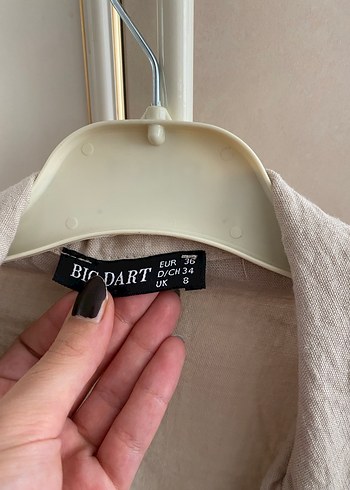 BIG DART
EUR 36
D/CH 34
UK 8